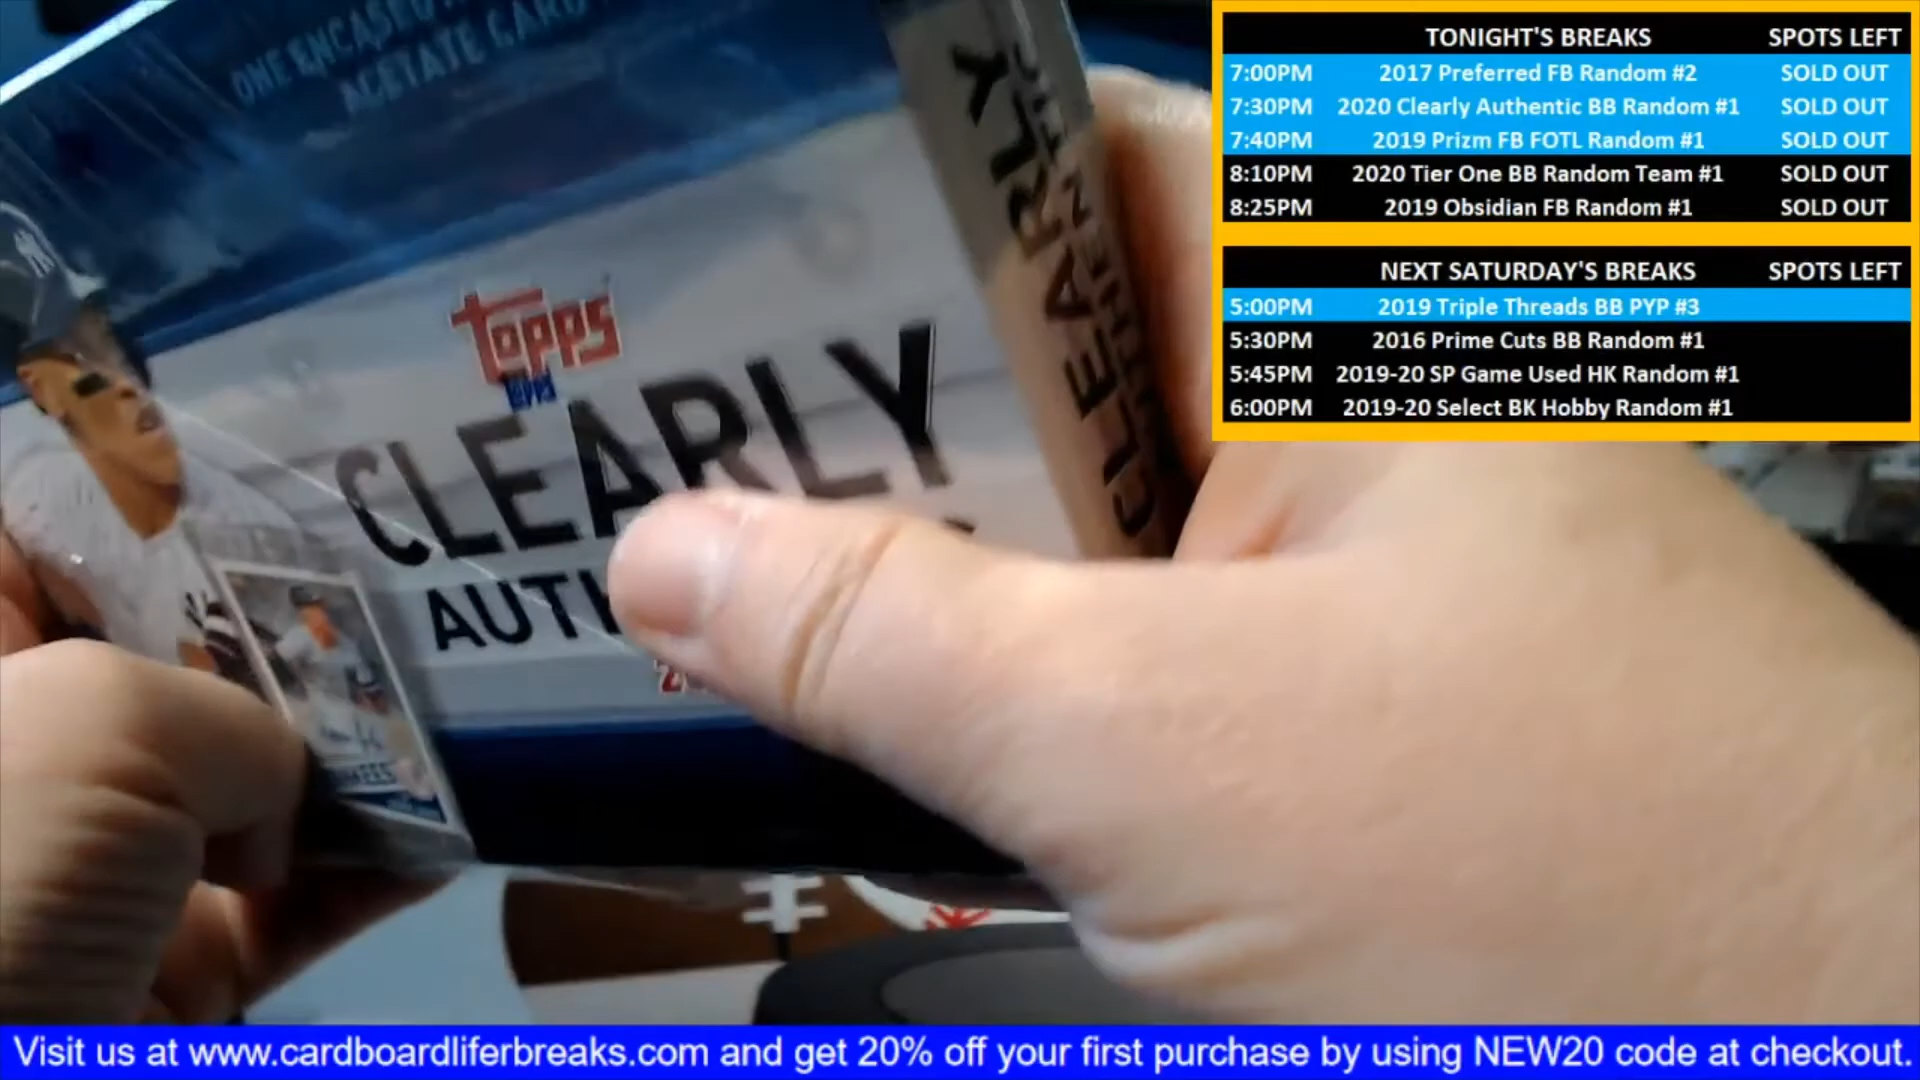 ONE ENCASED
ACETATE CARD
topps
CLEARLY
AUTH
CLEARLY
TONIGHT'S BREAKS SPOTS LEFT
7:00PM 2017 Preferred FB Random #2 SOLD OUT
7:30PM 2020 Clearly Authentic BB Random #1 SOLD OUT
7:40PM 2019 Prizm FB FOTL Random #1 SOLD OUT
8:10PM 2020 Tier One BB Random Team #1 SOLD OUT
8:25PM 2019 Obsidian FB Random #1 SOLD OUT
NEXT SATURDAY'S BREAKS SPOTS LEFT
5:00PM 2019 Triple Threads BB PYP #3
5:30PM 2016 Prime Cuts BB Random #1
5:45PM 2019-20 SP Game Used HK Random #1
6:00PM 2019-20 Select BK Hobby Random #1
Visit us at www.cardboardliferbreaks.com and get 20% off your first purchase by using NEW20 code at checkout.